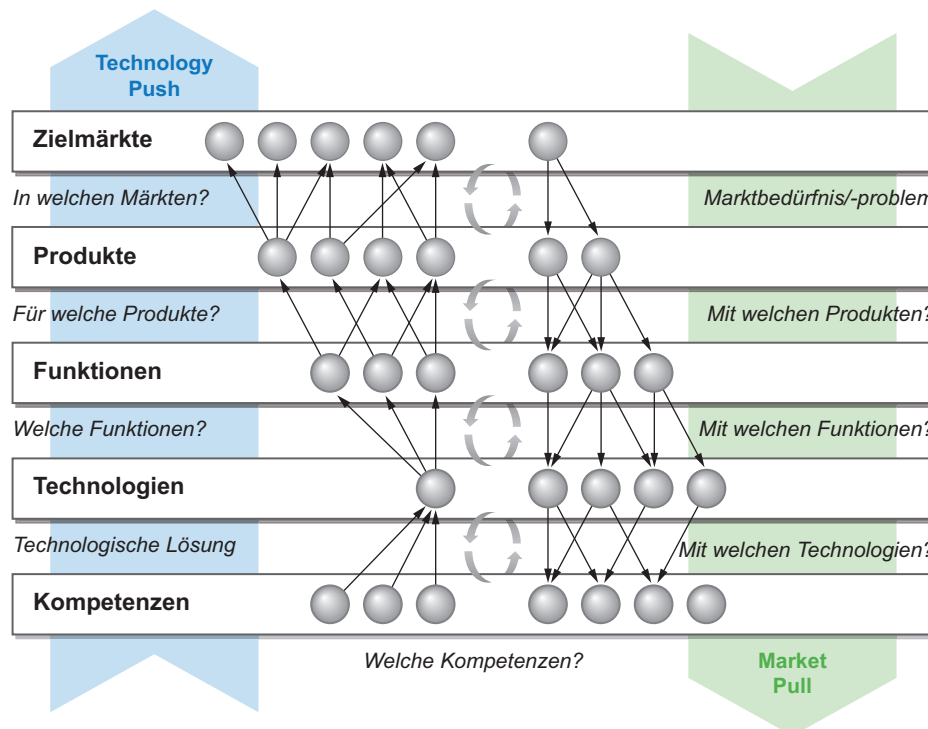 Technology
Push
Zielmärkte
In welchen Märkten?
Marktbedürfnis/-problem
Produkte
Für welche Produkte?
Mit welchen Produkten?
Funktionen
Welche Funktionen?
Mit welchen Funktionen?
Technologien
Technologische Lösung
Mit welchen Technologien?
Kompetenzen
Welche Kompetenzen?
Market
Pull